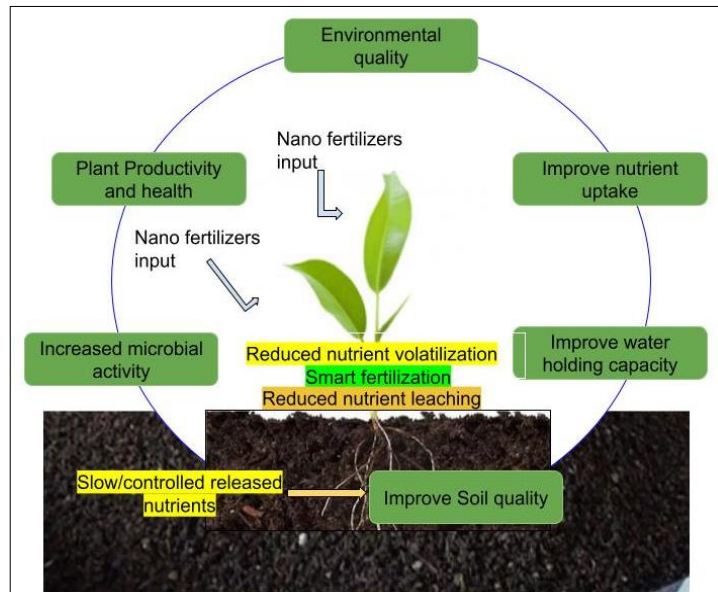 Environmental
quality
Nano fertilizers
input
Plant Productivity
and health
Improve nutrient
uptake
Nano fertilizers
input
Increased microbial
activity
Reduced nutrient volatilization
Smart fertilization
Reduced nutrient leaching
Improve water
holding capacity
Slow/controlled released
nutrients
Improve Soil quality